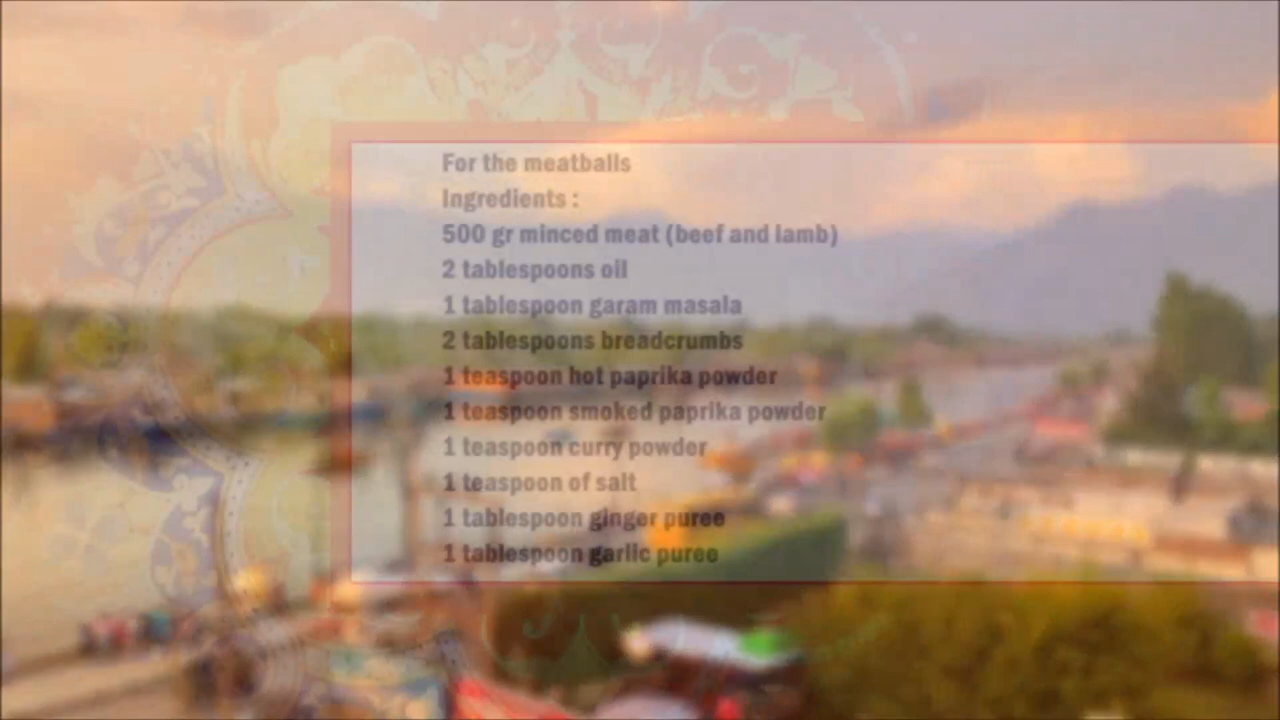 For the meatballs
Ingredients :
500 gr minced meat (beef and lamb)
2 tablespoons oil
1 tablespoon garam masala
2 tablespoons breadcrumbs
1 teaspoon hot paprika powder
1 teaspoon smoked paprika powder
1 teaspoon curry powder
1 teaspoon of salt
1 tablespoon ginger puree
1 tablespoon garlic puree